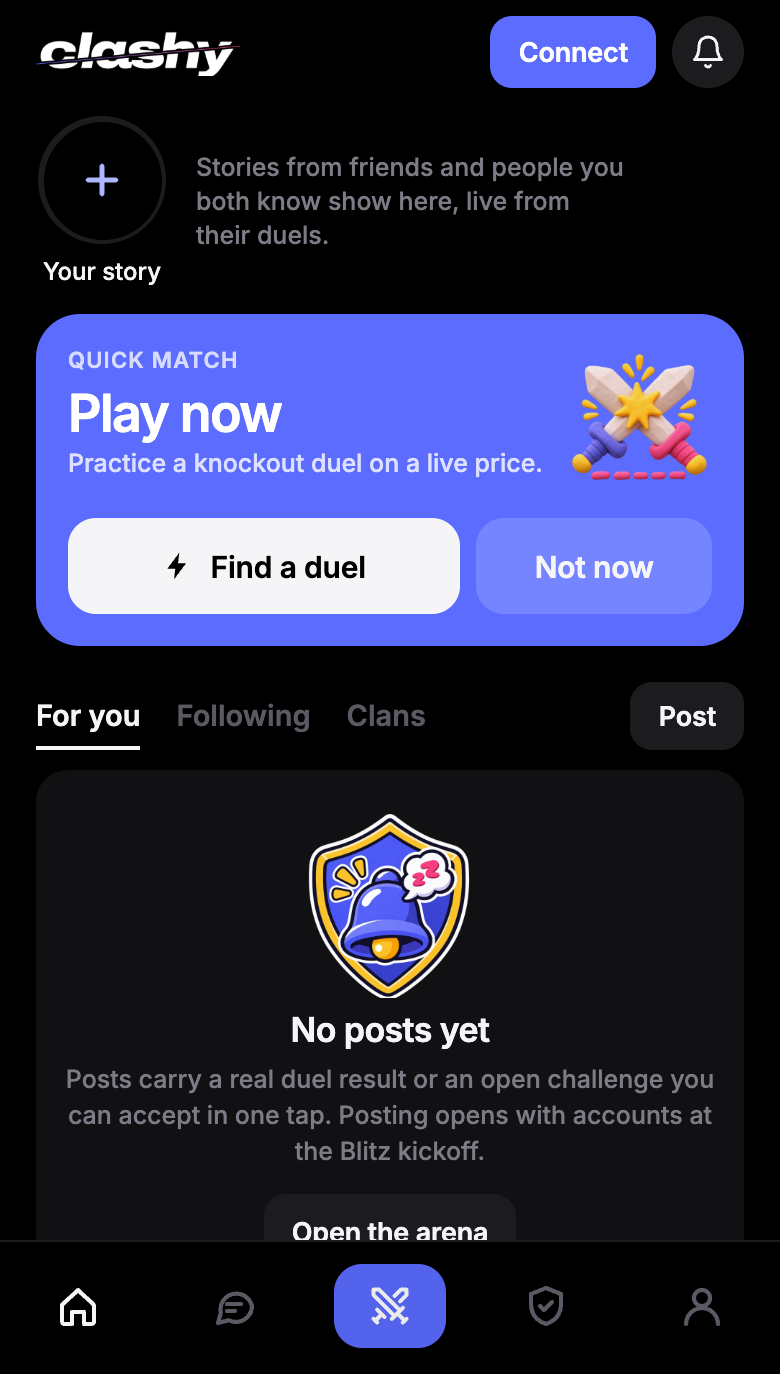 clashy
Connect
Stories from friends and people you
both know show here, live from
their duels.
Your story
QUICK MATCH
Play now
Practice a knockout duel on a live price.
Find a duel
Not now
For you
Following
Clans
Post
zz
No posts yet
Posts carry a real duel result or an open challenge you
can accept in one tap. Posting opens with accounts at
the Blitz kickoff.
Open the arena